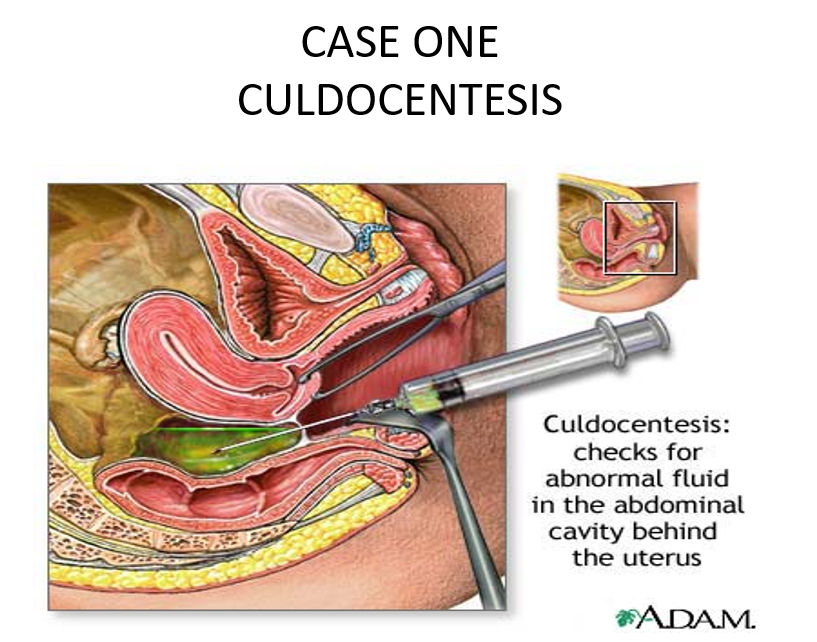 CASE ONE
CULDOCENTESIS
Culdocentesis:
checks for
abnormal fluid
in the abdominal
cavity behind
the uterus
A.D.A.M.